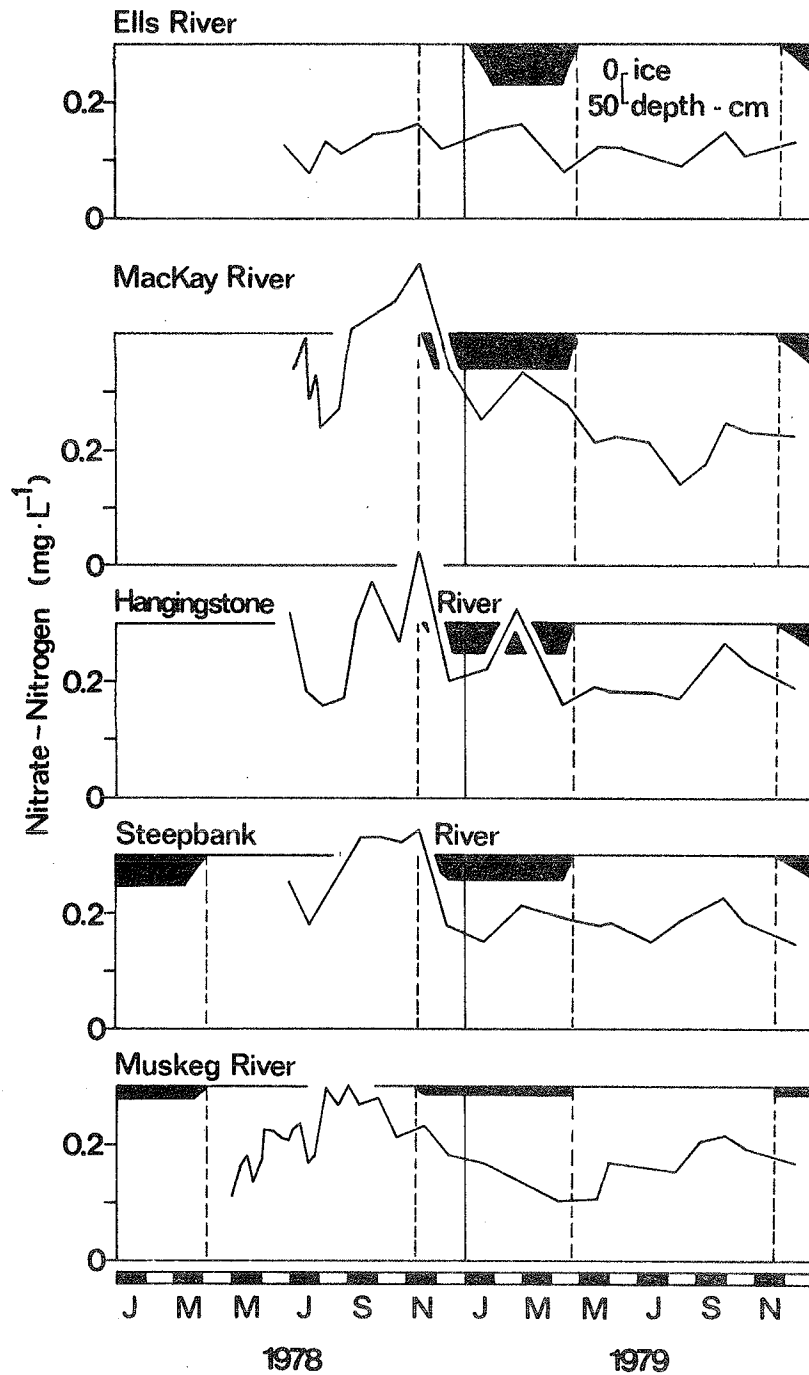 Ells River
0 ice
50 depth - cm
0.2
0
MacKay River
0.2
0
Nitrate - Nitrogen (mg·L⁻¹)
Hangingstone River
0.2
0
Steepbank River
0.2
0
Muskeg River
0.2
0
J M M J S N J M M J S N
1978 1979